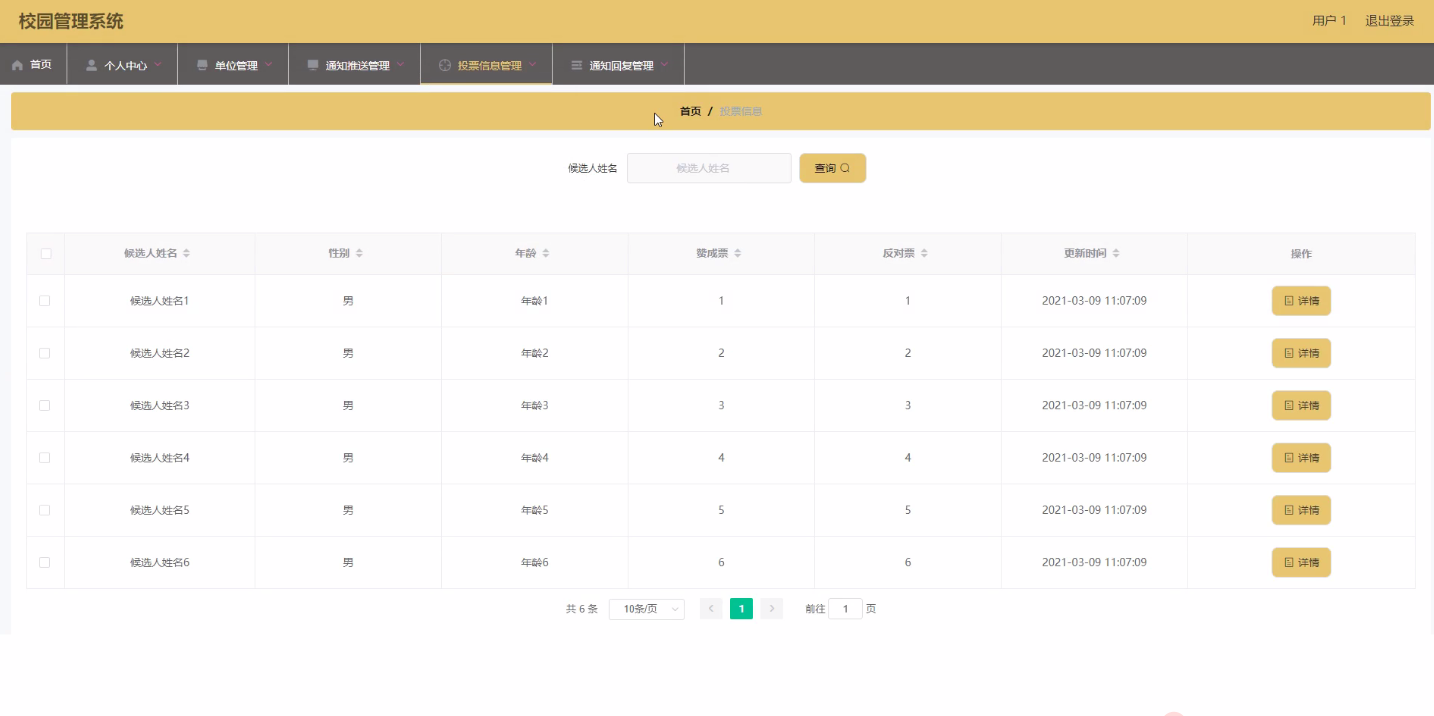 校园管理系统 用户 1 退出登录
首页 个人中心 单位管理 通知推送管理 投票信息管理 通知回复管理
首页 / 投票信息
候选人姓名 候选人姓名 查询
候选人姓名 性别 年龄 赞成票 反对票 更新时间 操作
候选人姓名1 男 年龄1 1 1 2021-03-09 11:07:09 详情
候选人姓名2 男 年龄2 2 2 2021-03-09 11:07:09 详情
候选人姓名3 男 年龄3 3 3 2021-03-09 11:07:09 详情
候选人姓名4 男 年龄4 4 4 2021-03-09 11:07:09 详情
候选人姓名5 男 年龄5 5 5 2021-03-09 11:07:09 详情
候选人姓名6 男 年龄6 6 6 2021-03-09 11:07:09 详情
共 6 条 10条/页 1 前往 1 页